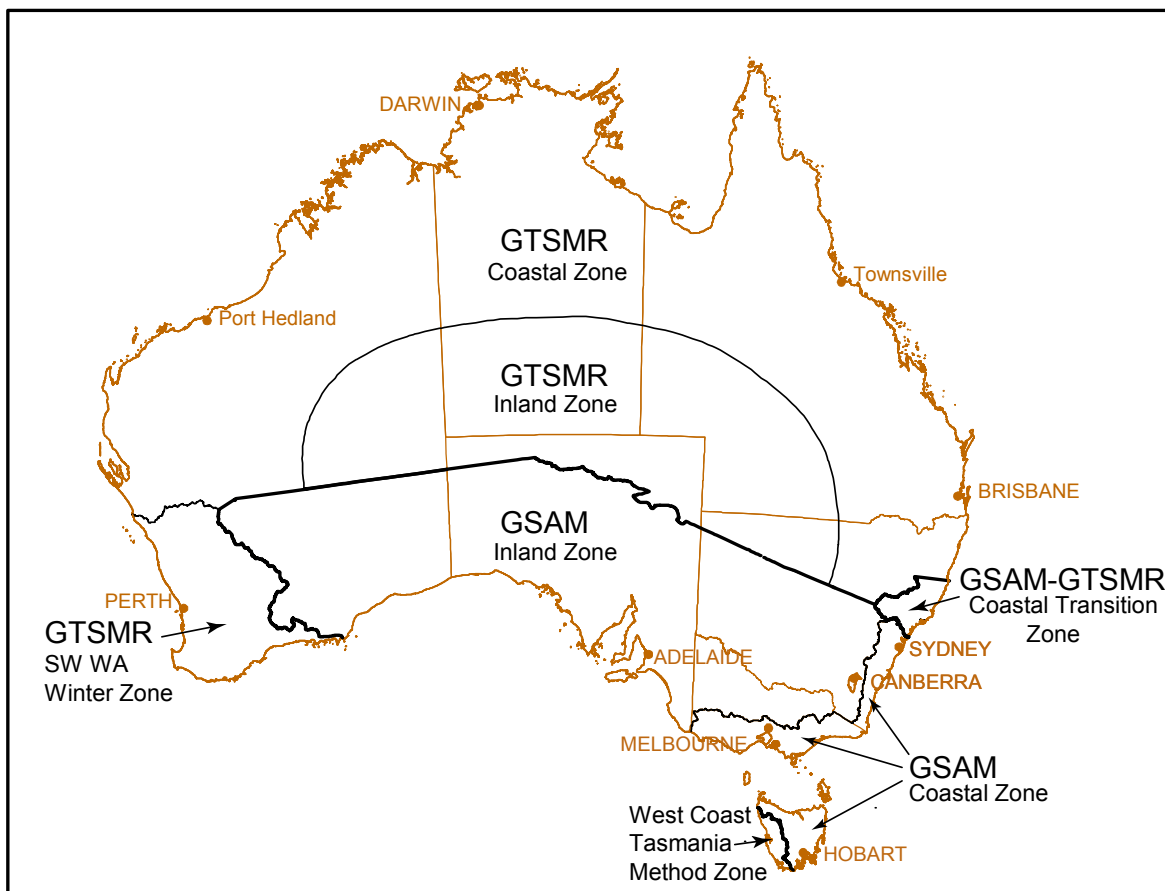 DARWIN
GTSMR
Coastal Zone
Townsville
Port Hedland
GTSMR
Inland Zone
BRISBANE
GSAM
Inland Zone
GSAM-GTSMR
Coastal Transition
Zone
PERTH
GTSMR
SW WA
Winter Zone
SYDNEY
ADELAIDE
CANBERRA
MELBOURNE
GSAM
Coastal Zone
West Coast
Tasmania
Method Zone
HOBART